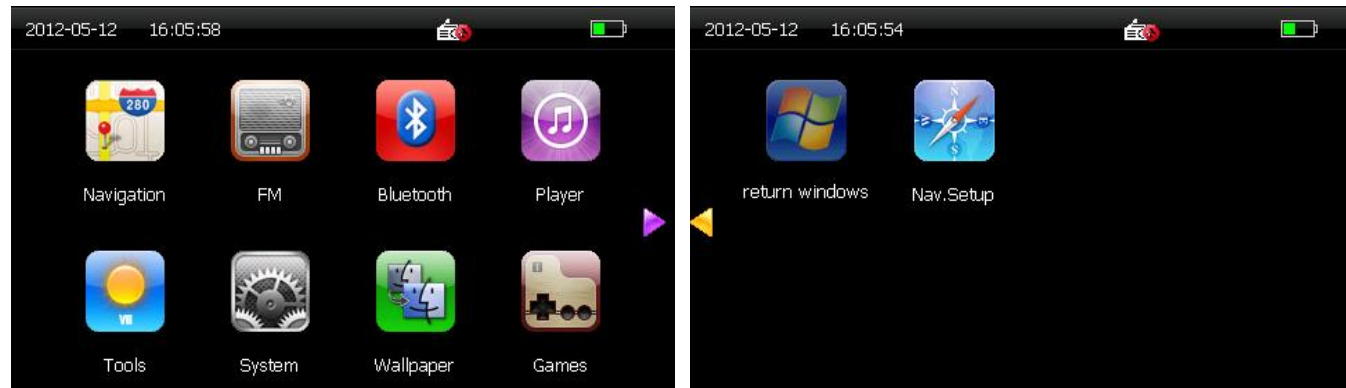 2012-05-12 16:05:58
280
Navigation FM Bluetooth Player
VII
Tools System Wallpaper Games
2012-05-12 16:05:54
N
S
return windows Nav.Setup